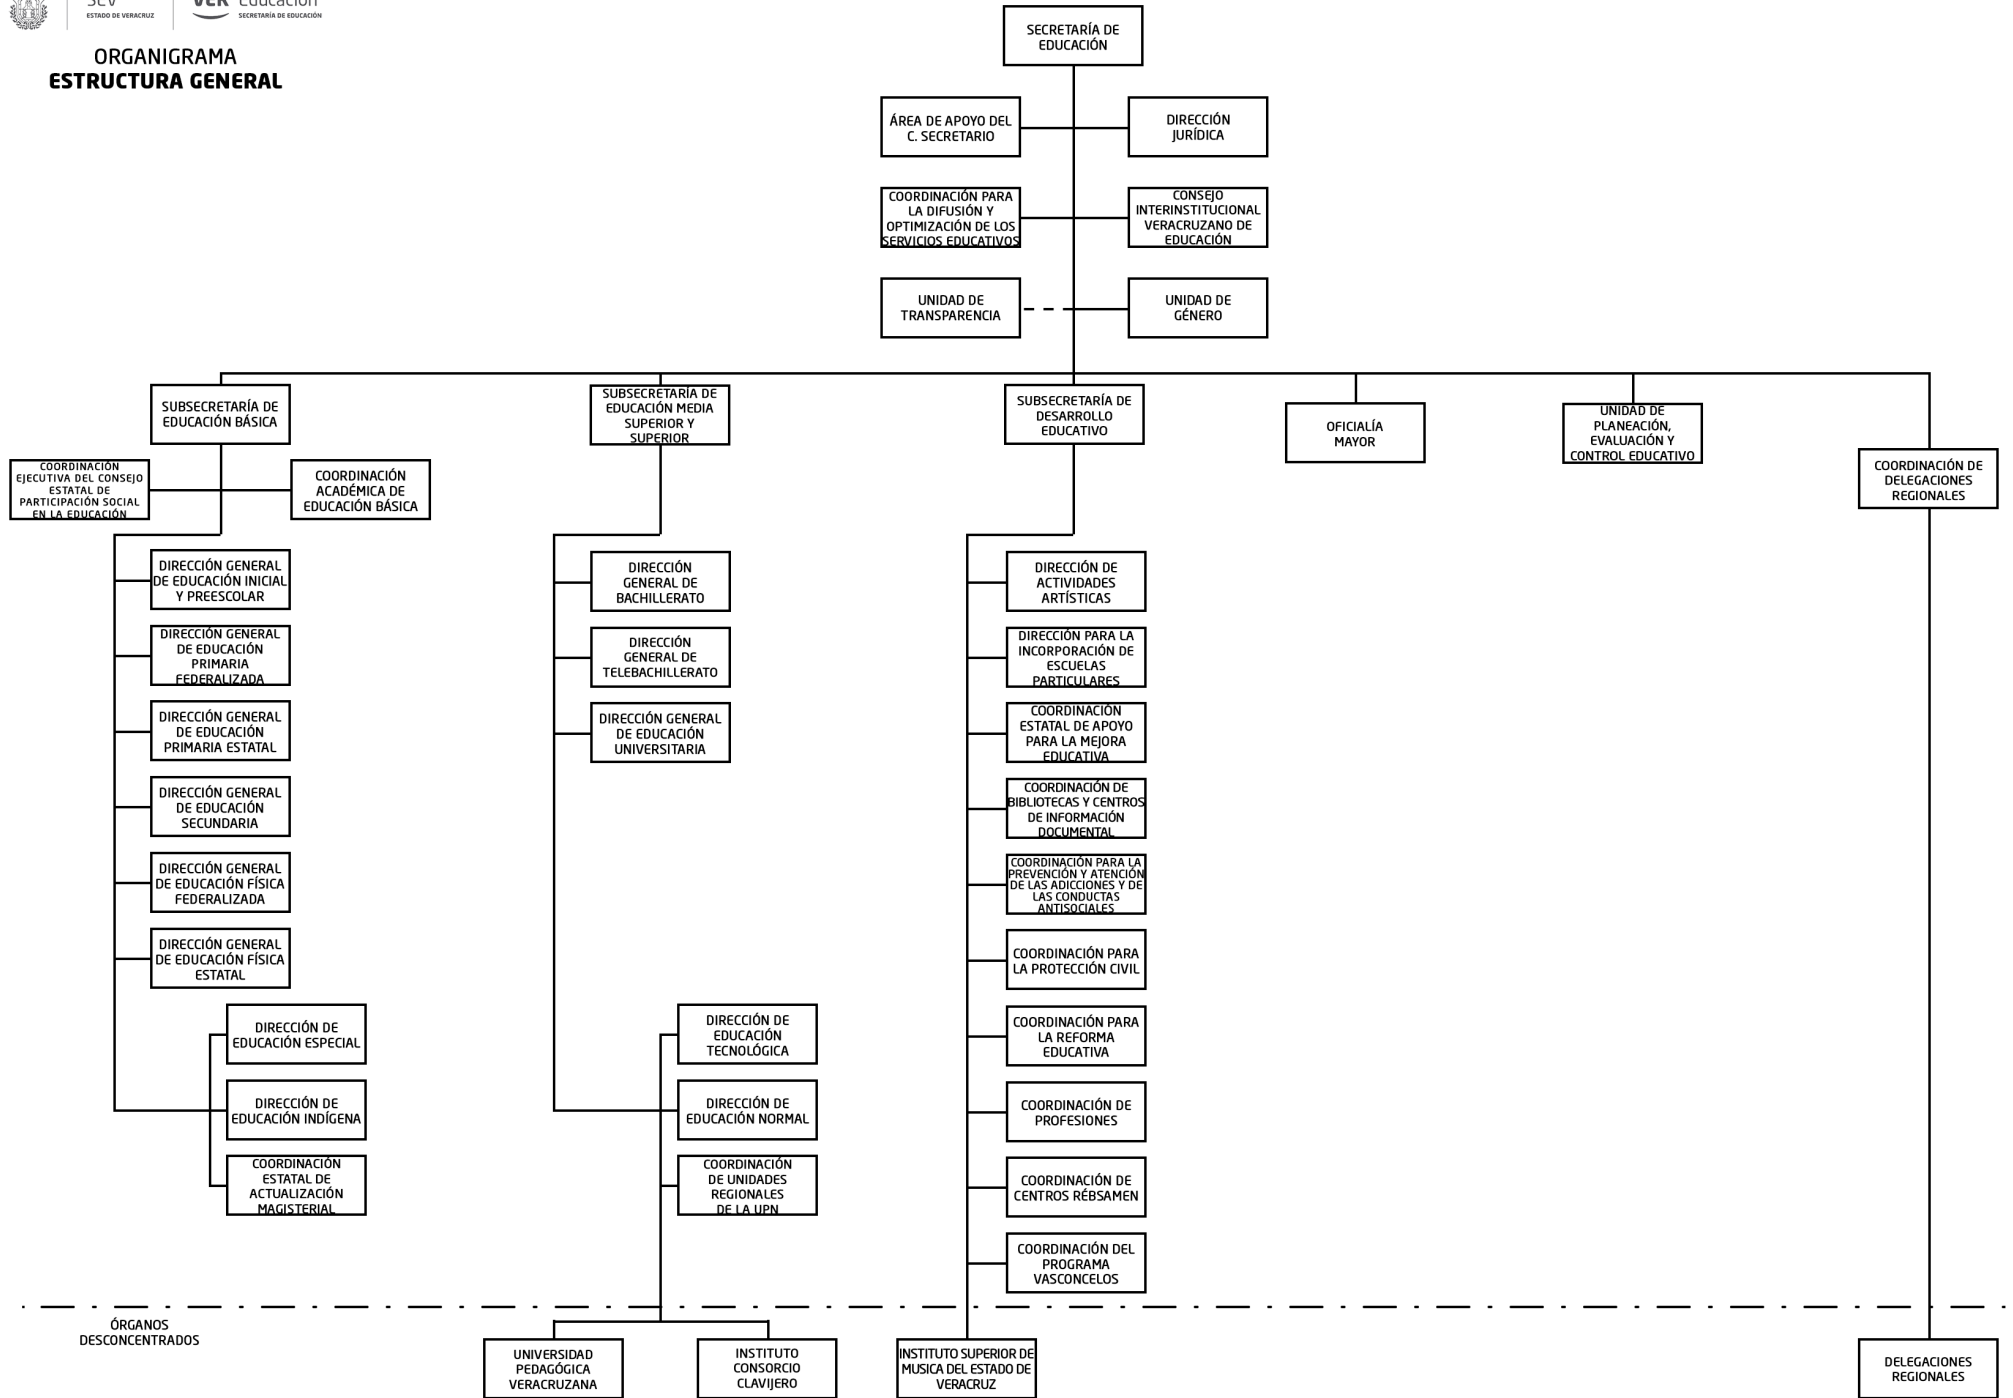 SEV
ESTADO DE VERACRUZ
VER Educación
SECRETARÍA DE EDUCACIÓN
ORGANIGRAMA
ESTRUCTURA GENERAL
SECRETARÍA DE
EDUCACIÓN
ÁREA DE APOYO DEL
C. SECRETARIO
DIRECCIÓN
JURÍDICA
COORDINACIÓN PARA
LA DIFUSIÓN Y
OPTIMIZACIÓN DE LOS
SERVICIOS EDUCATIVOS
CONSEJO
INTERINSTITUCIONAL
VERACRUZANO DE
EDUCACIÓN
UNIDAD DE
TRANSPARENCIA
UNIDAD DE
GÉNERO
SUBSECRETARÍA DE
EDUCACIÓN BÁSICA
SUBSECRETARÍA DE
EDUCACIÓN MEDIA
SUPERIOR Y
SUPERIOR
SUBSECRETARÍA DE
DESARROLLO
EDUCATIVO
OFICIALÍA
MAYOR
UNIDAD DE
PLANEACIÓN,
EVALUACIÓN Y
CONTROL EDUCATIVO
COORDINACIÓN DE
DELEGACIONES
REGIONALES
COORDINACIÓN
EJECUTIVA DEL CONSEJO
ESTATAL DE
PARTICIPACIÓN SOCIAL
EN LA EDUCACIÓN
COORDINACIÓN
ACADÉMICA DE
EDUCACIÓN BÁSICA
DIRECCIÓN GENERAL
DE EDUCACIÓN INICIAL
Y PREESCOLAR
DIRECCIÓN GENERAL
DE EDUCACIÓN
PRIMARIA
FEDERALIZADA
DIRECCIÓN GENERAL
DE EDUCACIÓN
PRIMARIA ESTATAL
DIRECCIÓN GENERAL
DE EDUCACIÓN
SECUNDARIA
DIRECCIÓN GENERAL
DE EDUCACIÓN FÍSICA
FEDERALIZADA
DIRECCIÓN GENERAL
DE EDUCACIÓN FÍSICA
ESTATAL
DIRECCIÓN DE
EDUCACIÓN ESPECIAL
DIRECCIÓN DE
EDUCACIÓN INDÍGENA
COORDINACIÓN
ESTATAL DE
ACTUALIZACIÓN
MAGISTERIAL
DIRECCIÓN
GENERAL DE
BACHILLERATO
DIRECCIÓN
GENERAL DE
TELEBACHILLERATO
DIRECCIÓN GENERAL
DE EDUCACIÓN
UNIVERSITARIA
DIRECCIÓN DE
EDUCACIÓN
TECNOLÓGICA
DIRECCIÓN DE
EDUCACIÓN NORMAL
COORDINACIÓN
DE UNIDADES
REGIONALES
DE LA UPN
DIRECCIÓN DE
ACTIVIDADES
ARTÍSTICAS
DIRECCIÓN PARA LA
INCORPORACIÓN DE
ESCUELAS
PARTICULARES
COORDINACIÓN
ESTATAL DE APOYO
PARA LA MEJORA
EDUCATIVA
COORDINACIÓN DE
BIBLIOTECAS Y CENTROS
DE INFORMACIÓN
DOCUMENTAL
COORDINACIÓN PARA LA
PREVENCIÓN Y ATENCIÓN
DE LAS ADICCIONES Y DE
LAS CONDUCTAS
ANTISOCIALES
COORDINACIÓN PARA
LA PROTECCIÓN CIVIL
COORDINACIÓN PARA
LA REFORMA
EDUCATIVA
COORDINACIÓN DE
PROFESIONES
COORDINACIÓN DE
CENTROS RÉBSAMEN
COORDINACIÓN DEL
PROGRAMA
VASCONCELOS
ÓRGANOS
DESCONCENTRADOS
UNIVERSIDAD
PEDAGÓGICA
VERACRUZANA
INSTITUTO
CONSORCIO
CLAVIJERO
INSTITUTO SUPERIOR DE
MUSICA DEL ESTADO DE
VERACRUZ
DELEGACIONES
REGIONALES